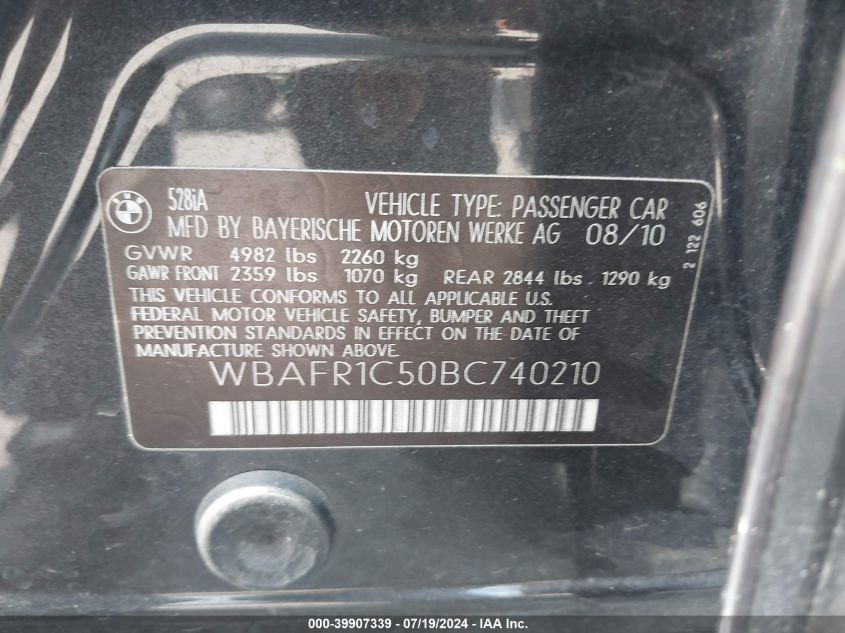 528iA VEHICLE TYPE: PASSENGER CAR
MFD BY BAYERISCHE MOTOREN WERKE AG 08/10
GVWR 4982 lbs 2260 kg
GAWR FRONT 2359 lbs 1070 kg REAR 2844 lbs . 1290 kg
THIS VEHICLE CONFORMS TO ALL APPLICABLE U.S.
FEDERAL MOTOR VEHICLE SAFETY, BUMPER AND THEFT
PREVENTION STANDARDS IN EFFECT ON THE DATE OF
MANUFACTURE SHOWN ABOVE.
WBAFR1C50BC740210
2 122 606
000-39907339 - 07/19/2024 - IAA Inc.